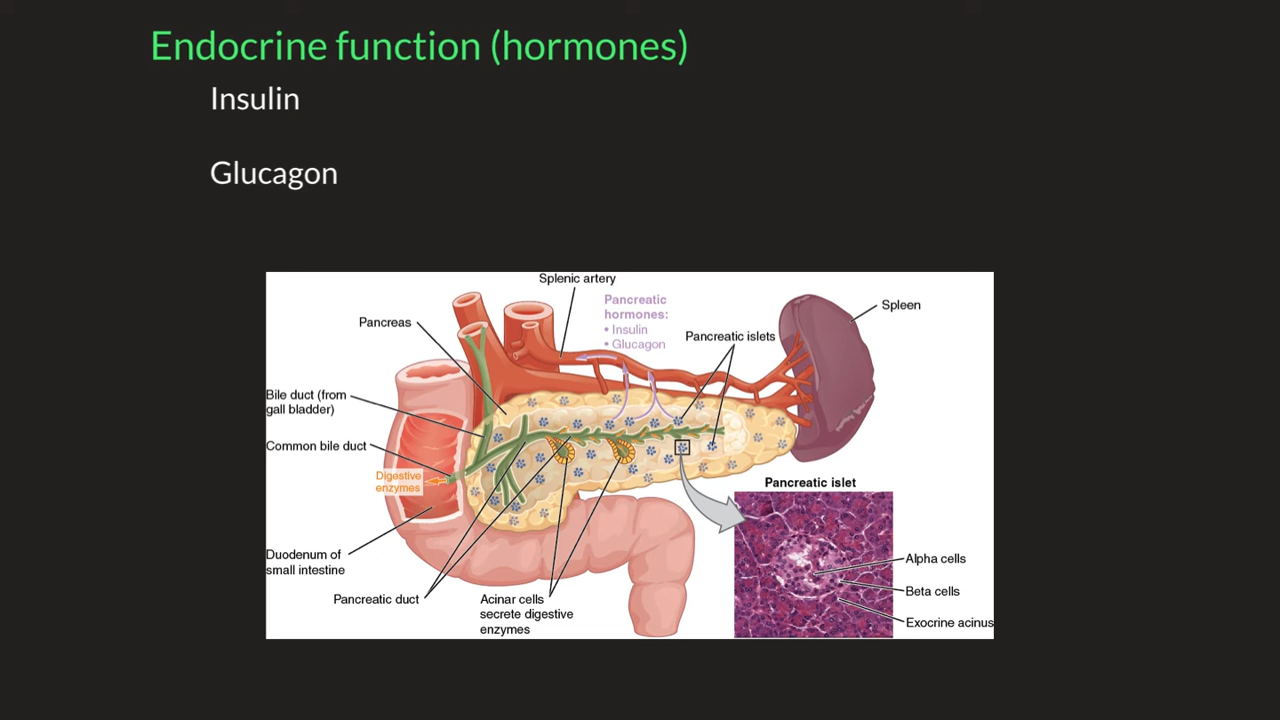 Endocrine function (hormones)
Insulin
Glucagon
Splenic artery
Pancreatic
hormones:
• Insulin
• Glucagon
Spleen
Pancreas
Pancreatic islets
Bile duct (from
gall bladder)
Common bile duct
Digestive
enzymes
Pancreatic islet
Duodenum of
small intestine
Alpha cells
Beta cells
Pancreatic duct
Acinar cells
secrete digestive
enzymes
Exocrine acinus